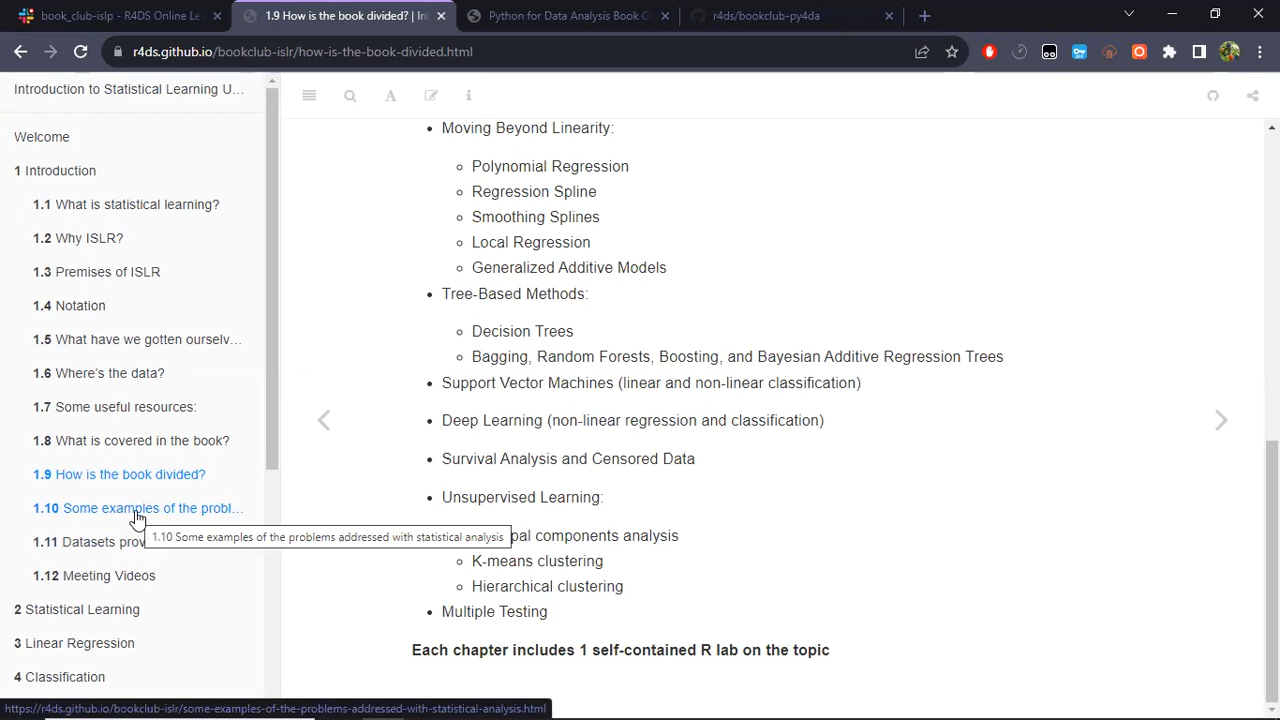 book_club-islp - R4DS Online Le
1.9 How is the book divided? | Int
Python for Data Analysis Book Cl
r4ds/bookclub-py4da
r4ds.github.io/bookclub-islr/how-is-the-book-divided.html
Introduction to Statistical Learning U...
Welcome
1 Introduction
1.1 What is statistical learning?
1.2 Why ISLR?
1.3 Premises of ISLR
1.4 Notation
1.5 What have we gotten ourselv...
1.6 Where's the data?
1.7 Some useful resources:
1.8 What is covered in the book?
1.9 How is the book divided?
1.10 Some examples of the probl...
1.11 Datasets prov
1.12 Meeting Videos
2 Statistical Learning
3 Linear Regression
4 Classification
1.10 Some examples of the problems addressed with statistical analysis
• Moving Beyond Linearity:
◦ Polynomial Regression
◦ Regression Spline
◦ Smoothing Splines
◦ Local Regression
◦ Generalized Additive Models
• Tree-Based Methods:
◦ Decision Trees
◦ Bagging, Random Forests, Boosting, and Bayesian Additive Regression Trees
• Support Vector Machines (linear and non-linear classification)
• Deep Learning (non-linear regression and classification)
• Survival Analysis and Censored Data
• Unsupervised Learning:
pal components analysis
◦ K-means clustering
◦ Hierarchical clustering
• Multiple Testing
Each chapter includes 1 self-contained R lab on the topic
https://r4ds.github.io/bookclub-islr/some-examples-of-the-problems-addressed-with-statistical-analysis.html